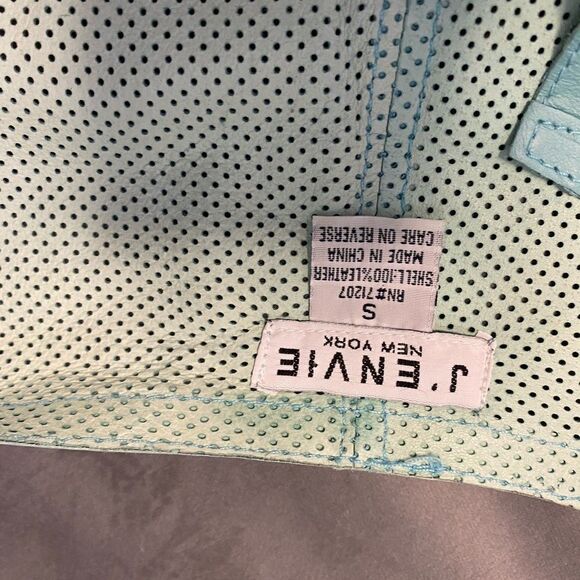 J'ENVIE
NEW YORK
S
RN#71207
SHELL:100%LEATHER
MADE IN CHINA
CARE ON REVERSE